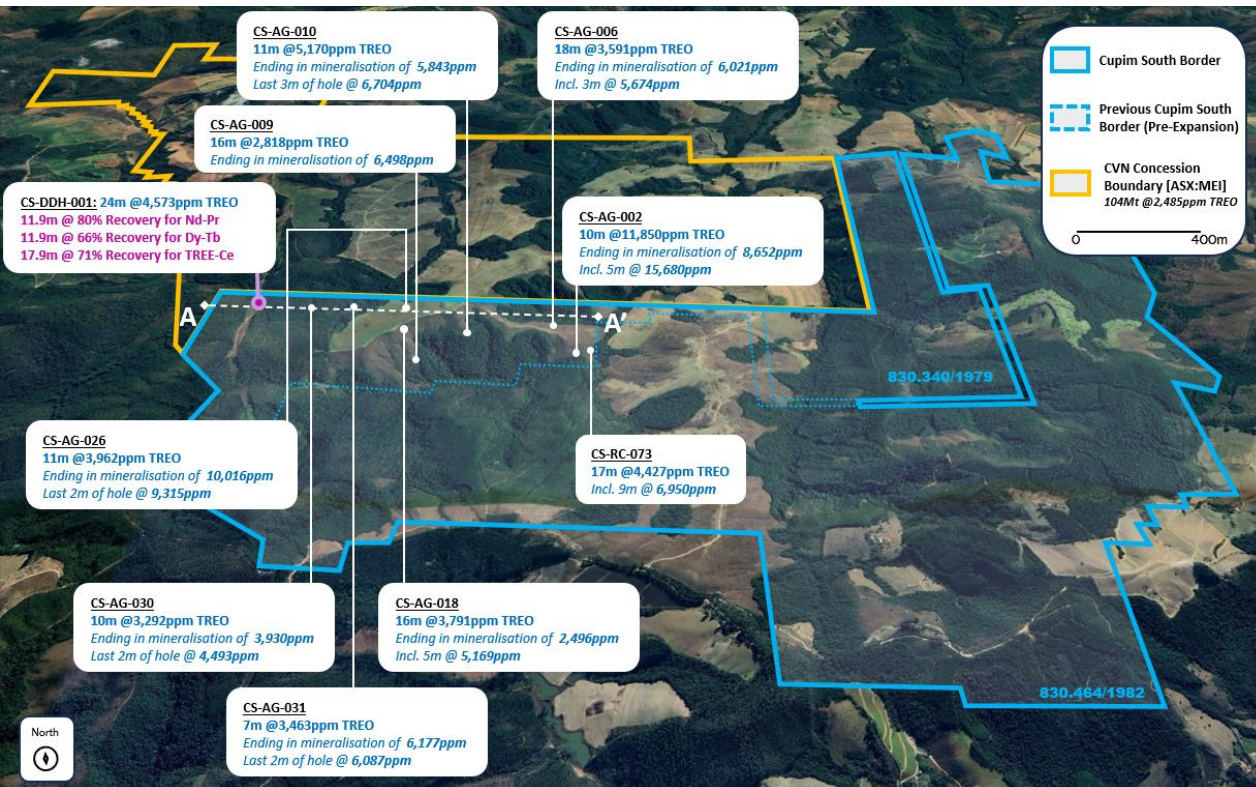 CS-AG-010
11m @5,170ppm TREO
Ending in mineralisation of 5,843ppm
Last 3m of hole @ 6,704ppm
CS-AG-006
18m @3,591ppm TREO
Ending in mineralisation of 6,021ppm
Incl. 3m @ 5,674ppm
Cupim South Border
Previous Cupim South
Border (Pre-Expansion)
CVN Concession
Boundary [ASX:MEI]
104Mt @2,485ppm TREO
0 400m
CS-AG-009
16m @2,818ppm TREO
Ending in mineralisation of 6,498ppm
CS-DDH-001: 24m @4,573ppm TREO
11.9m @ 80% Recovery for Nd-Pr
11.9m @ 66% Recovery for Dy-Tb
17.9m @ 71% Recovery for TREE-Ce
CS-AG-002
10m @11,850ppm TREO
Ending in mineralisation of 8,652ppm
Incl. 5m @ 15,680ppm
A
A'
830.340/1979
CS-AG-026
11m @3,962ppm TREO
Ending in mineralisation of 10,016ppm
Last 2m of hole @ 9,315ppm
CS-RC-073
17m @4,427ppm TREO
Incl. 9m @ 6,950ppm
CS-AG-030
10m @3,292ppm TREO
Ending in mineralisation of 3,930ppm
Last 2m of hole @ 4,493ppm
CS-AG-018
16m @3,791ppm TREO
Ending in mineralisation of 2,496ppm
Incl. 5m @ 5,169ppm
830.464/1982
CS-AG-031
7m @3,463ppm TREO
Ending in mineralisation of 6,177ppm
Last 2m of hole @ 6,087ppm
North